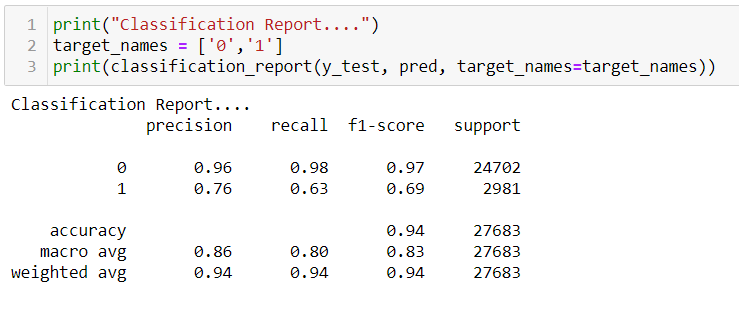 1 print("Classification Report....")
2 target_names = ['0','1']
3 print(classification_report(y_test, pred, target_names=target_names))
Classification Report....
precision recall f1-score support
0 0.96 0.98 0.97 24702
1 0.76 0.63 0.69 2981
accuracy 0.94 27683
macro avg 0.86 0.80 0.83 27683
weighted avg 0.94 0.94 0.94 27683